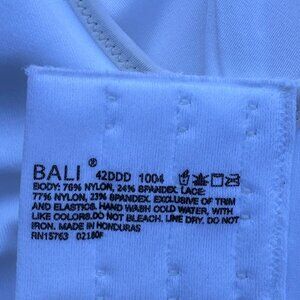 BALI ® 42DDD 1004
BODY: 76% NYLON, 24% SPANDEX. LACE:
77% NYLON, 23% SPANDEX. EXCLUSIVE OF TRIM
AND ELASTICS. HAND WASH COLD WATER, WITH
LIKE COLORS.DO NOT BLEACH. LINE DRY. DO NOT
IRON. MADE IN HONDURAS
RN15763 02180F